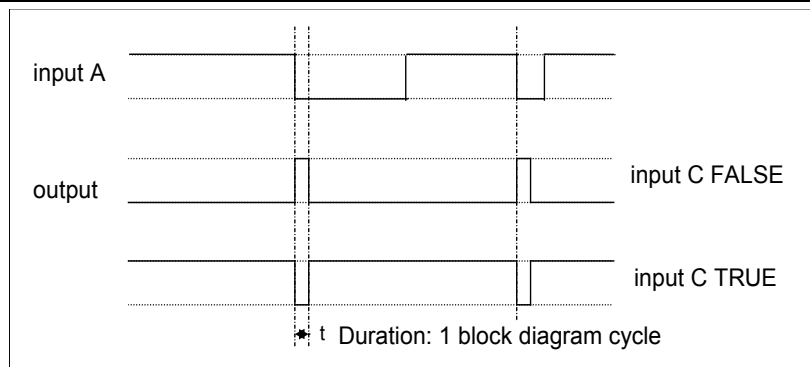 input A
input C FALSE
output
input C TRUE
t Duration: 1 block diagram cycle